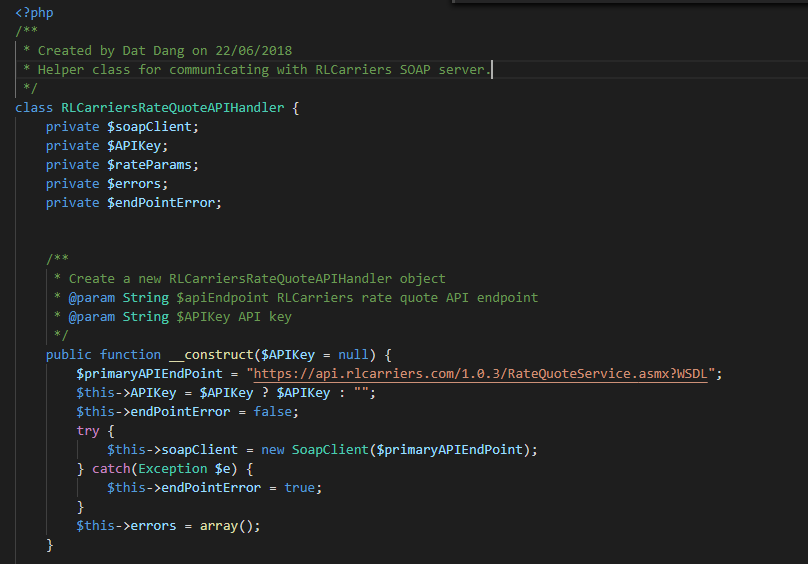 <?php
/**
 * Created by Dat Dang on 22/06/2018
 * Helper class for communicating with RLCarriers SOAP server.
 */
class RLCarriersRateQuoteAPIHandler {
    private $soapClient;
    private $APIKey;
    private $rateParams;
    private $errors;
    private $endPointError;
    /**
     * Create a new RLCarriersRateQuoteAPIHandler object
     * @param String $apiEndpoint RLCarriers rate quote API endpoint
     * @param String $APIKey API key
     */
    public function __construct($APIKey = null) {
        $primaryAPIEndPoint = "https://api.rlcarriers.com/1.0.3/RateQuoteService.asmx?WSDL";
        $this->APIKey = $APIKey ? $APIKey : "";
        $this->endPointError = false;
        try {
            $this->soapClient = new SoapClient($primaryAPIEndPoint);
        } catch(Exception $e) {
            $this->endPointError = true;
        }
        $this->errors = array();
    }